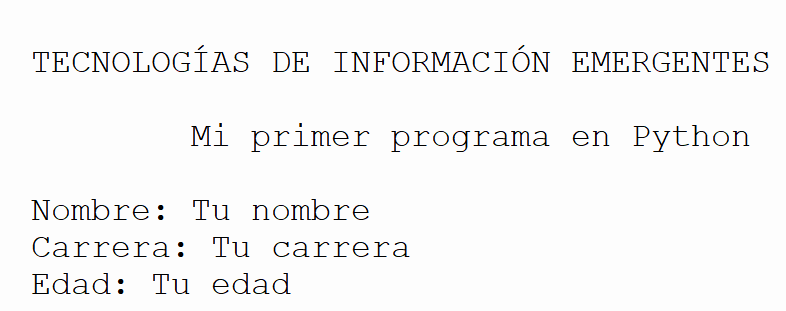 TECNOLOGÍAS DE INFORMACIÓN EMERGENTES
Mi primer programa en Python
Nombre: Tu nombre
Carrera: Tu carrera
Edad: Tu edad